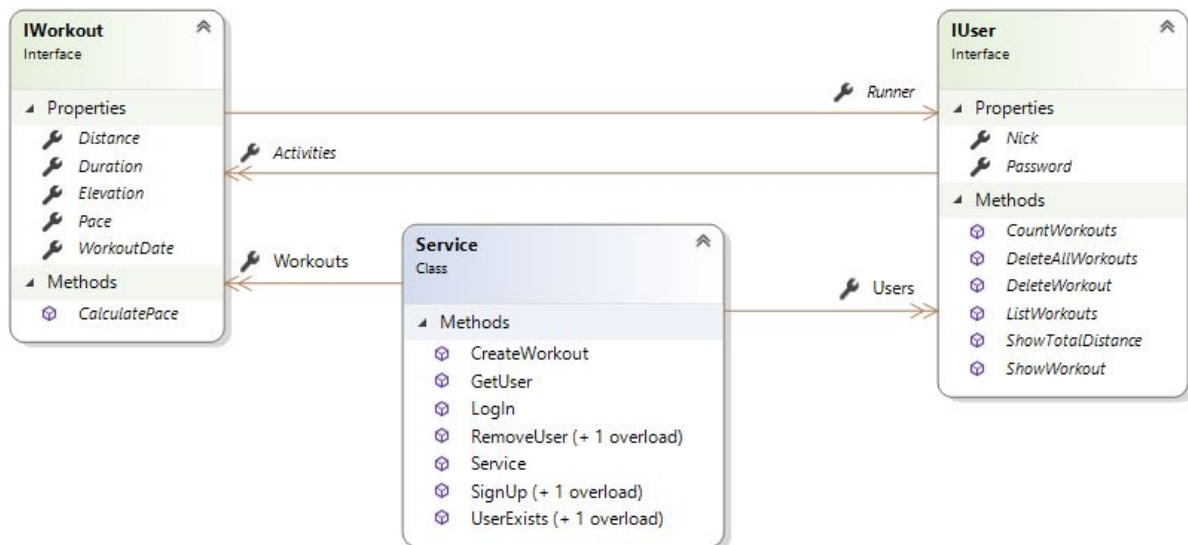 IWorkout
Interface
Properties
Distance
Duration
Elevation
Pace
WorkoutDate
Methods
CalculatePace
Runner
Activities
Workouts
Users
Service
Class
Methods
CreateWorkout
GetUser
LogIn
RemoveUser (+ 1 overload)
Service
SignUp (+ 1 overload)
UserExists (+ 1 overload)
IUser
Interface
Properties
Nick
Password
Methods
CountWorkouts
DeleteAllWorkouts
DeleteWorkout
ListWorkouts
ShowTotalDistance
ShowWorkout